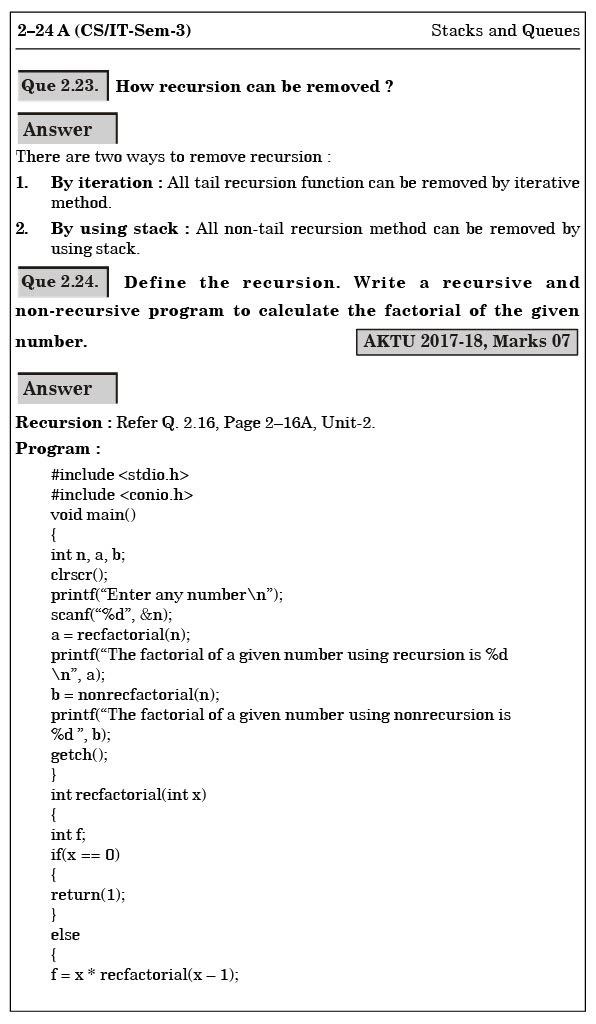 2–24 A (CS/IT-Sem-3) Stacks and Queues
Que 2.23. How recursion can be removed ?
Answer
There are two ways to remove recursion :
1. By iteration : All tail recursion function can be removed by iterative
method.
2. By using stack : All non-tail recursion method can be removed by
using stack.
Que 2.24. Define the recursion. Write a recursive and
non-recursive program to calculate the factorial of the given
number. AKTU 2017-18, Marks 07
Answer
Recursion : Refer Q. 2.16, Page 2–16A, Unit-2.
Program :
#include <stdio.h>
#include <conio.h>
void main()
{
int n, a, b;
clrscr();
printf(“Enter any number\n”);
scanf(“%d”, &n);
a = recfactorial(n);
printf(“The factorial of a given number using recursion is %d
\n”, a);
b = nonrecfactorial(n);
printf(“The factorial of a given number using nonrecursion is
%d ”, b);
getch();
}
int recfactorial(int x)
{
int f;
if(x == 0)
{
return(1);
}
else
{
f = x * recfactorial(x – 1);